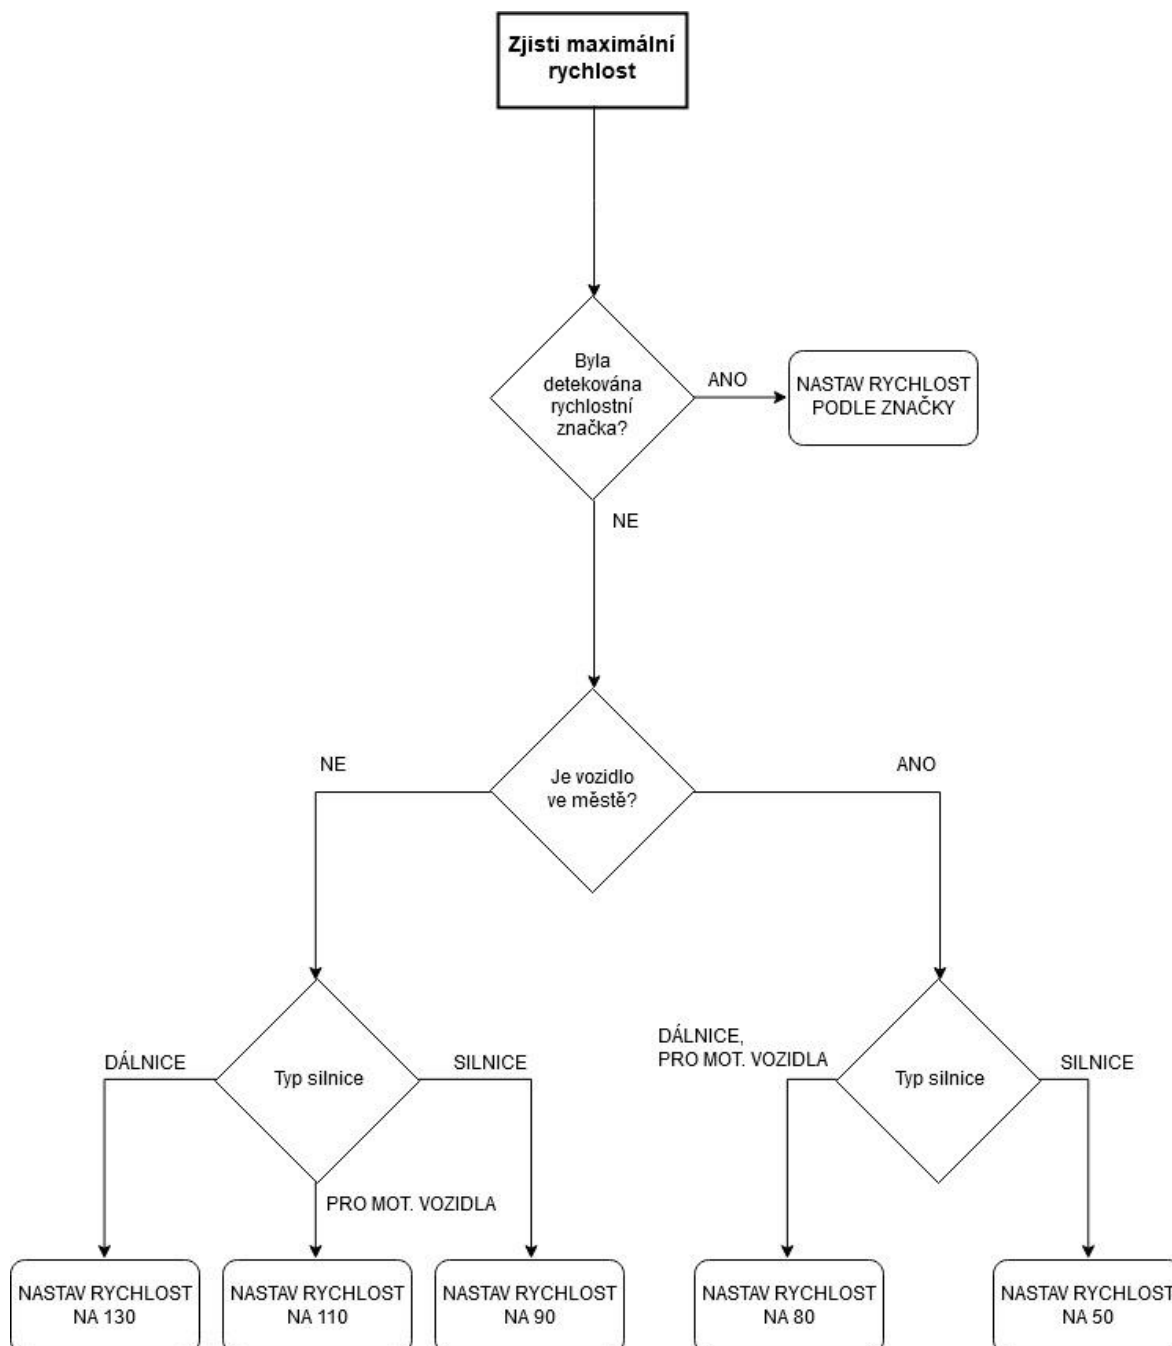 Zjisti maximální
rychlost
Byla
detekována
rychlostní
značka?
ANO
NASTAV RYCHLOST
PODLE ZNAČKY
NE
NE
Je vozidlo
ve městě?
ANO
DÁLNICE
Typ silnice
SILNICE
PRO MOT. VOZIDLA
DÁLNICE,
PRO MOT. VOZIDLA
Typ silnice
SILNICE
NASTAV RYCHLOST
NA 130
NASTAV RYCHLOST
NA 110
NASTAV RYCHLOST
NA 90
NASTAV RYCHLOST
NA 80
NASTAV RYCHLOST
NA 50